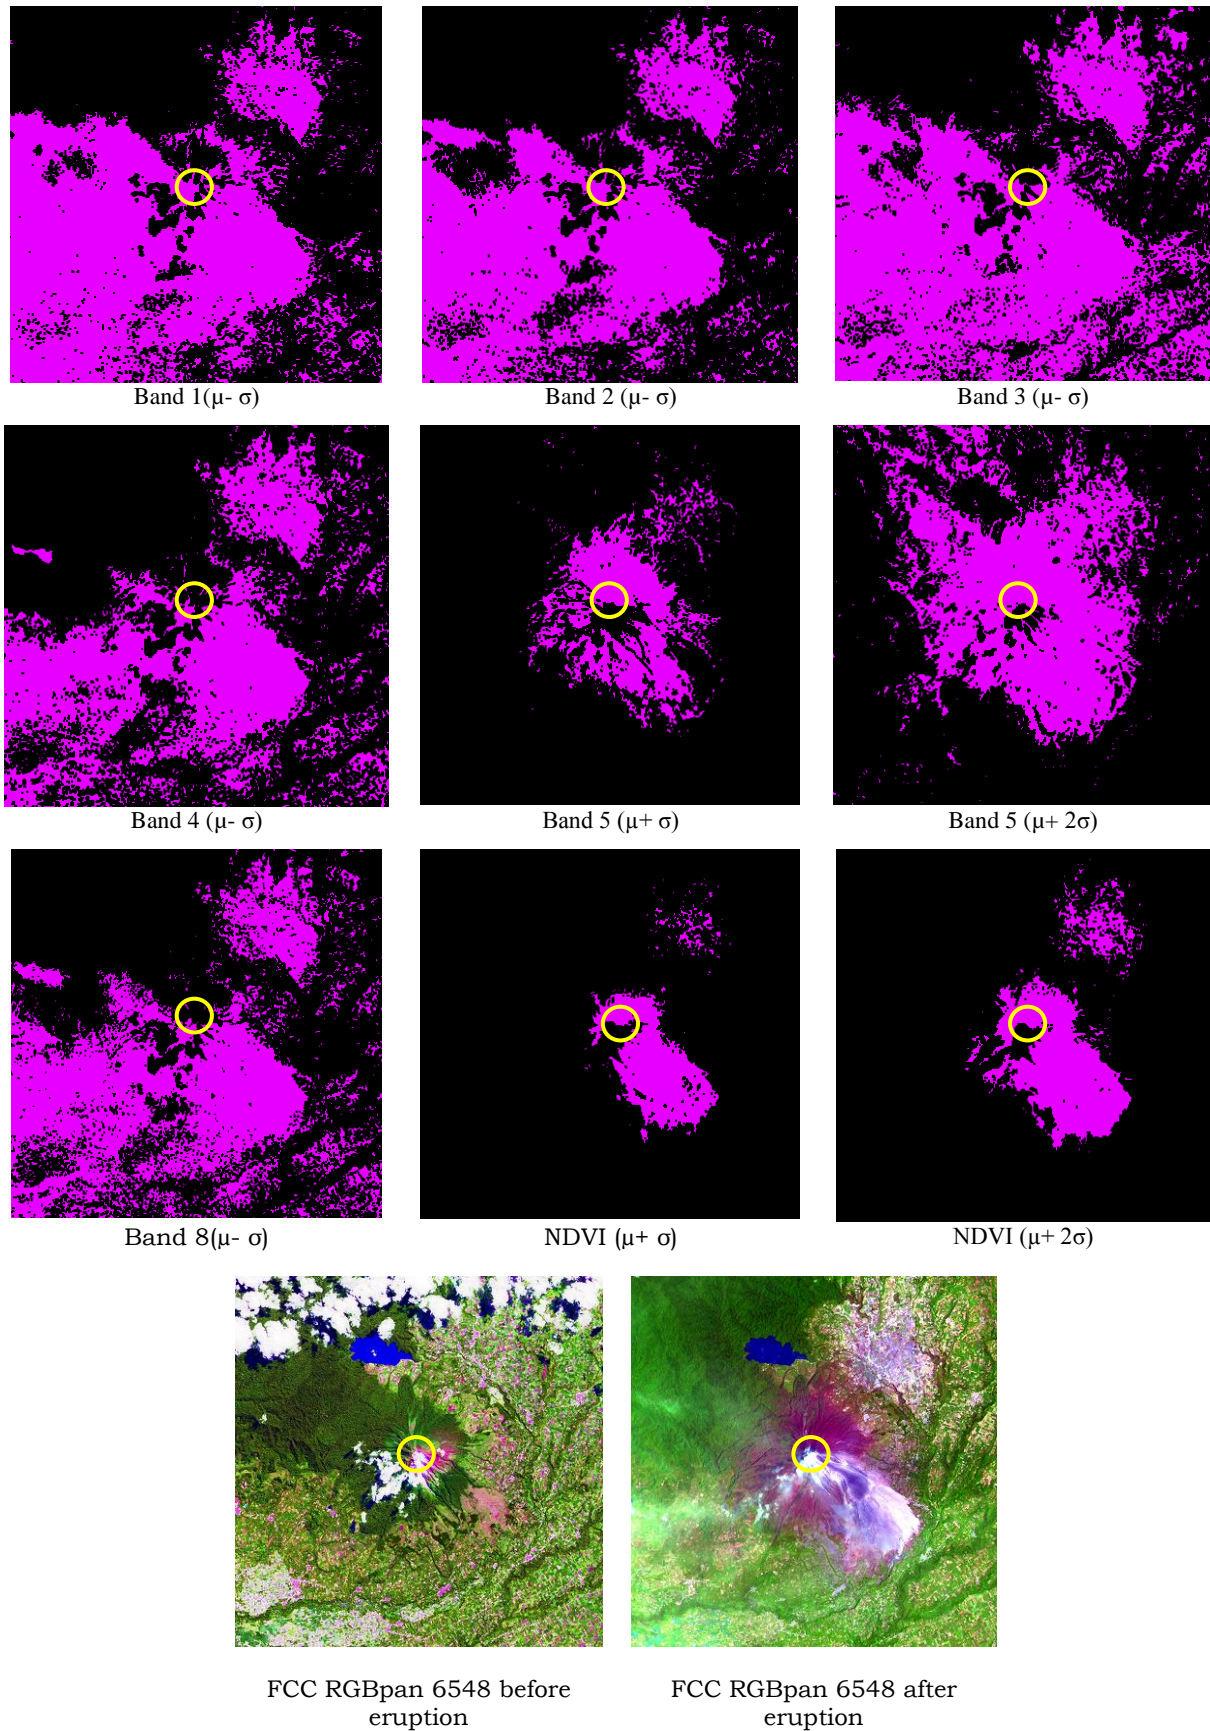 Band 1(μ- σ)
Band 2 (μ- σ)
Band 3 (μ- σ)
Band 4 (μ- σ)
Band 5 (μ+ σ)
Band 5 (μ+ 2σ)
Band 8(μ- σ)
NDVI (μ+ σ)
NDVI (μ+ 2σ)
FCC RGBpan 6548 before
eruption
FCC RGBpan 6548 after
eruption